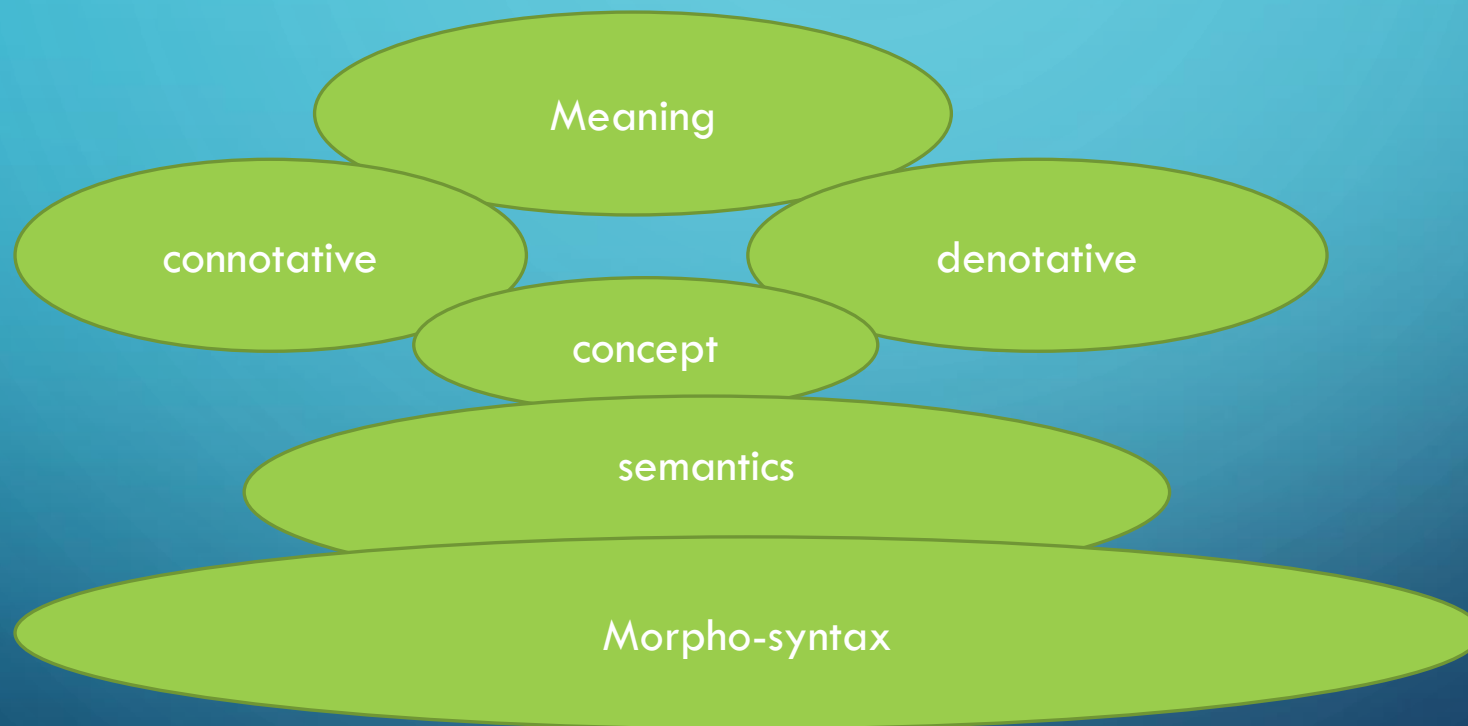 Meaning
connotative
denotative
concept
semantics
Morpho-syntax